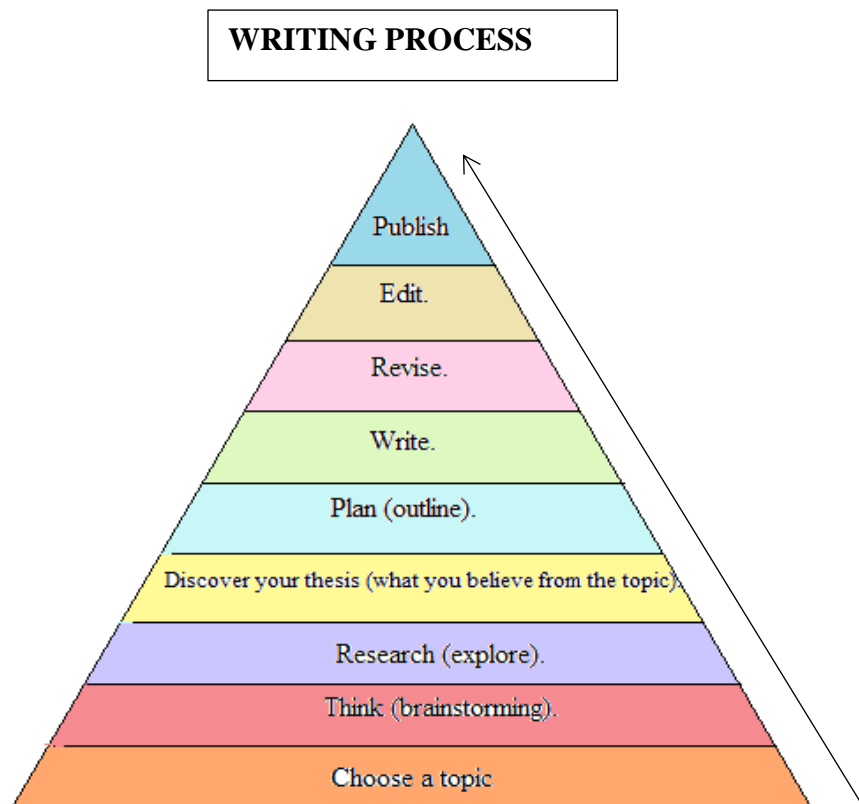 WRITING PROCESS
Publish
Edit.
Revise.
Write.
Plan (outline).
Discover your thesis (what you believe from the topic).
Research (explore).
Think (brainstorming).
Choose a topic